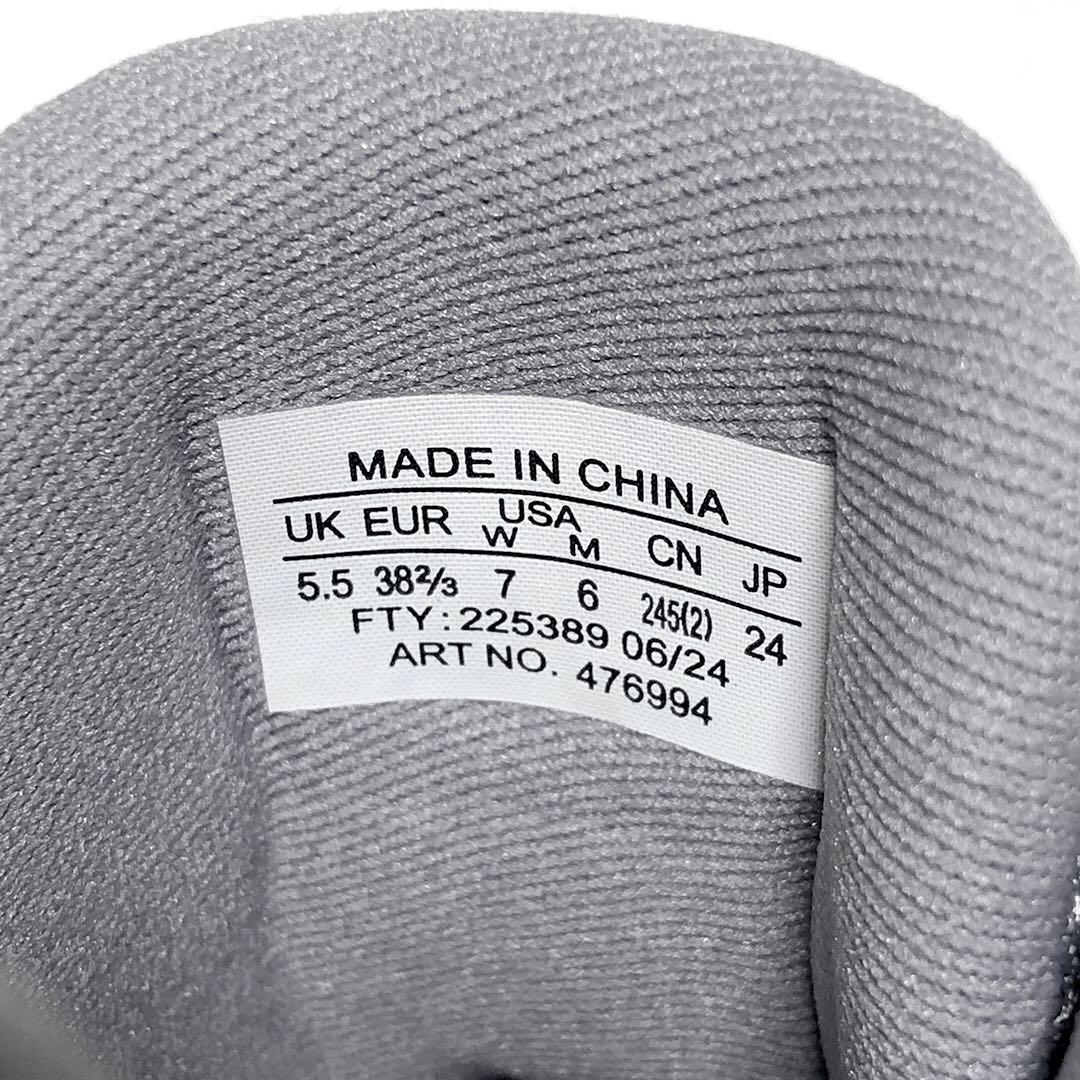 MADE IN CHINA
UK EUR USA CN JP
W M
5.5 38⅔ 7 6 245(2) 24
FTY: 225389 06/24
ART NO. 476994